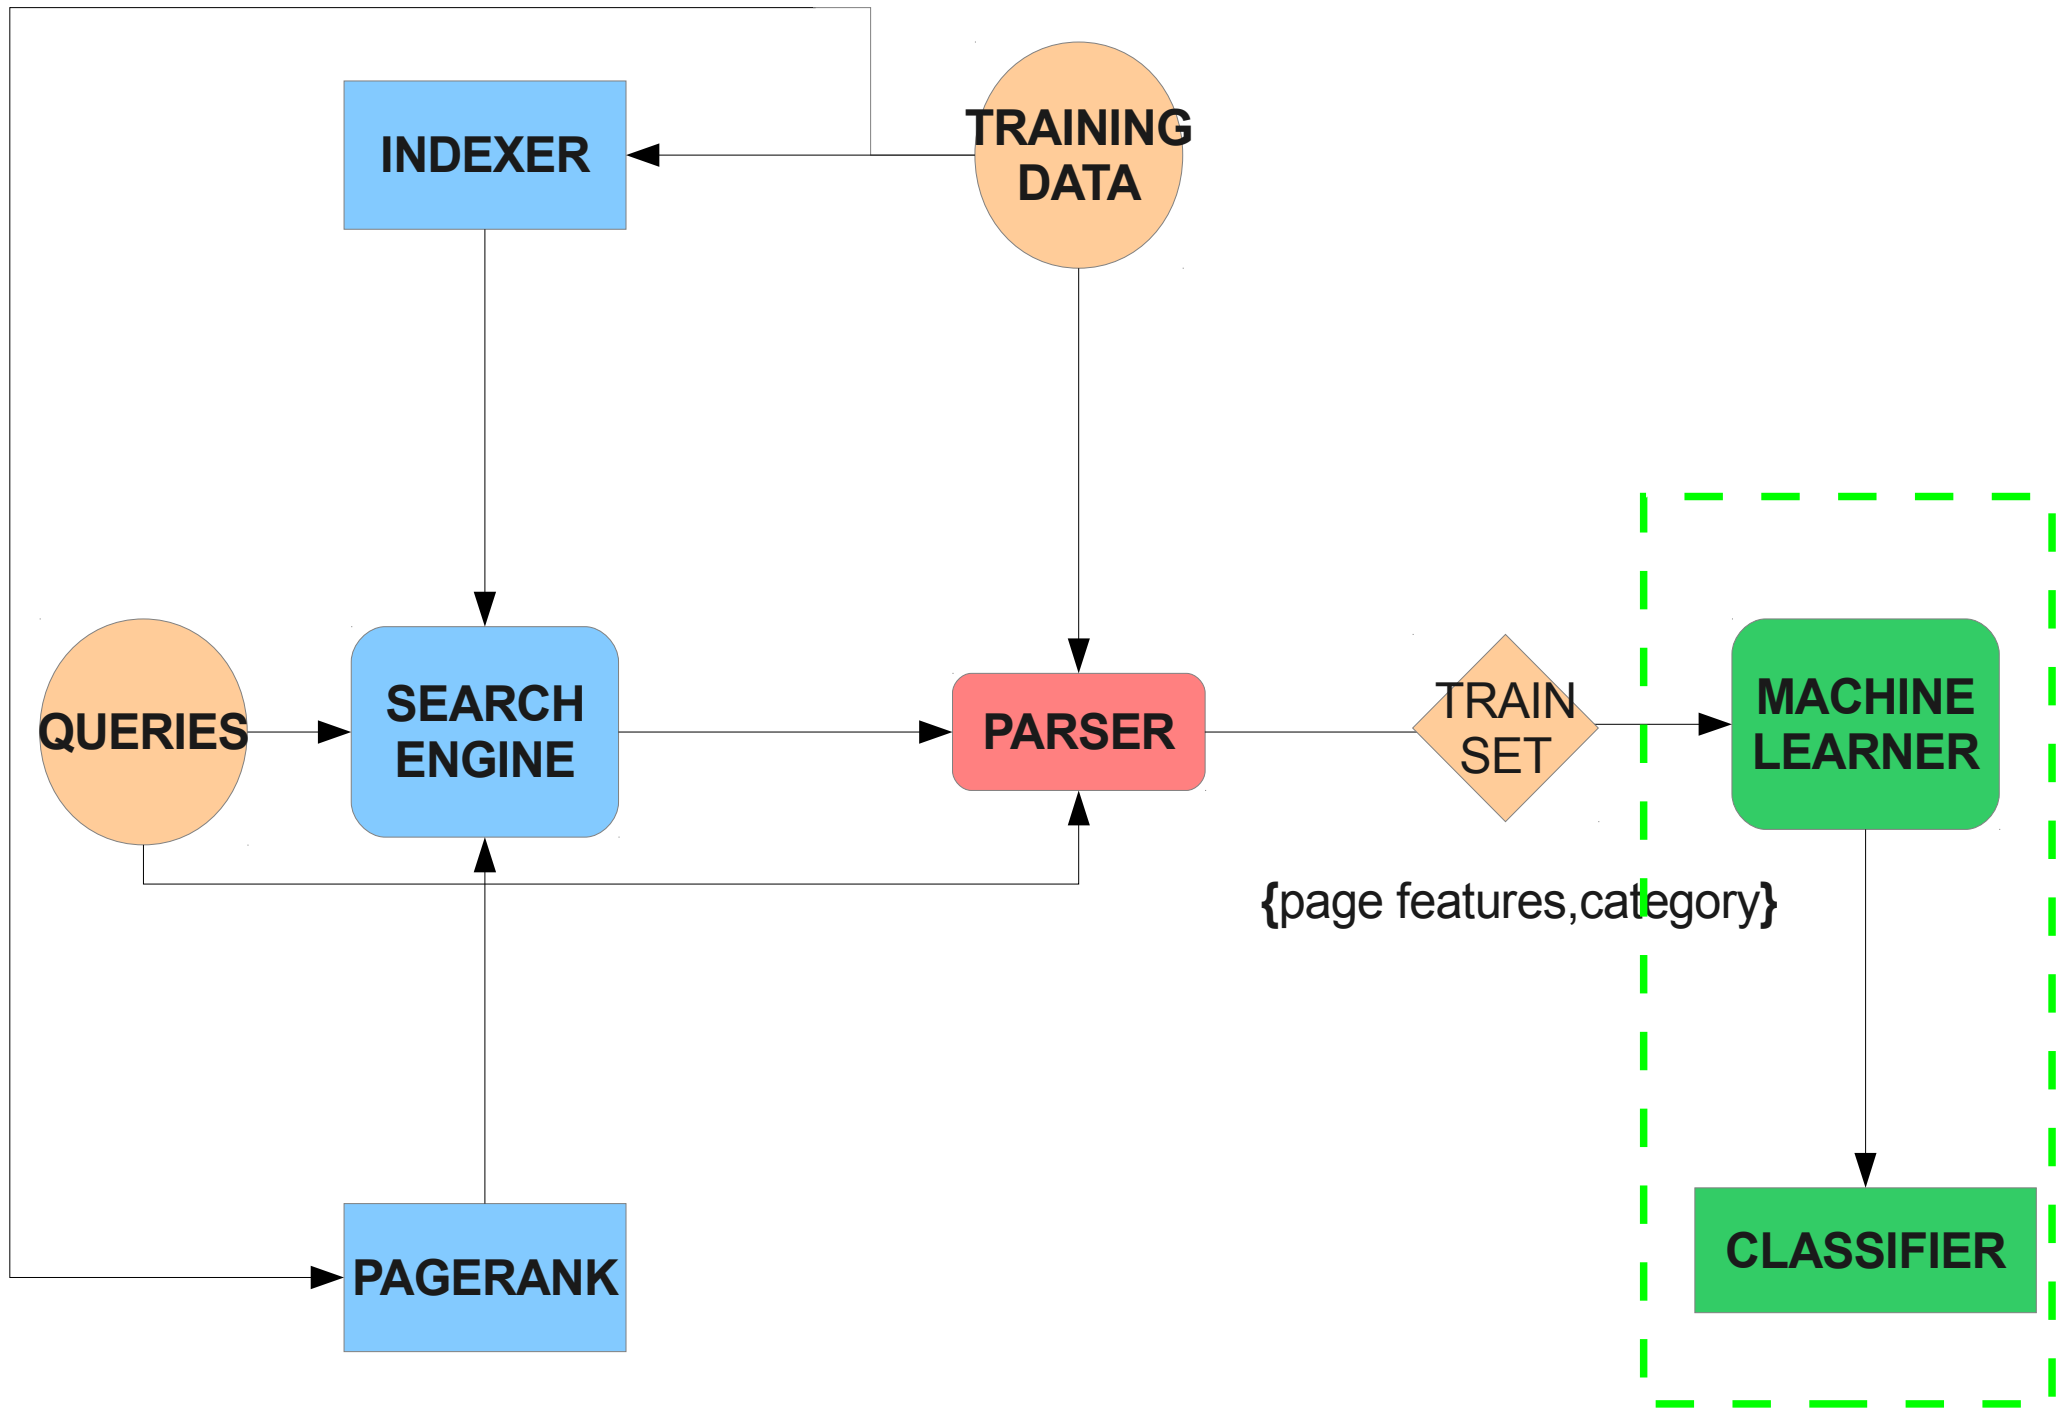 TRAINING
DATA
INDEXER
QUERIES
SEARCH
ENGINE
PARSER
TRAIN
SET
MACHINE
LEARNER
{page features,category}
PAGERANK
CLASSIFIER